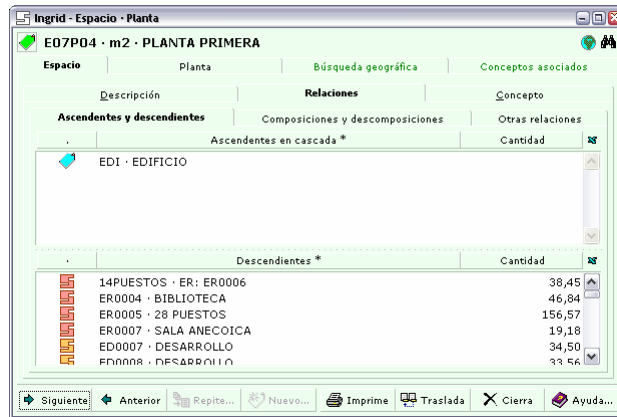 Ingrid - Espacio · Planta
E07P04 · m2 · PLANTA PRIMERA
Espacio Planta Búsqueda geográfica Conceptos asociados
Descripción Relaciones Concepto
Ascendentes y descendientes Composiciones y descomposiciones Otras relaciones
. Ascendentes en cascada * Cantidad
EDI · EDIFICIO
. Descendientes * Cantidad
14PUESTOS · ER: ER0006 38,45
ER0004 · BIBLIOTECA 46,84
ER0005 · 28 PUESTOS 156,57
ER0007 · SALA ANECOICA 19,18
ED0007 · DESARROLLO 34,50
ED0008 · DESARROLLO 33,56
Siguiente Anterior Repite... Nuevo... Imprime Traslada Cierra Ayuda...